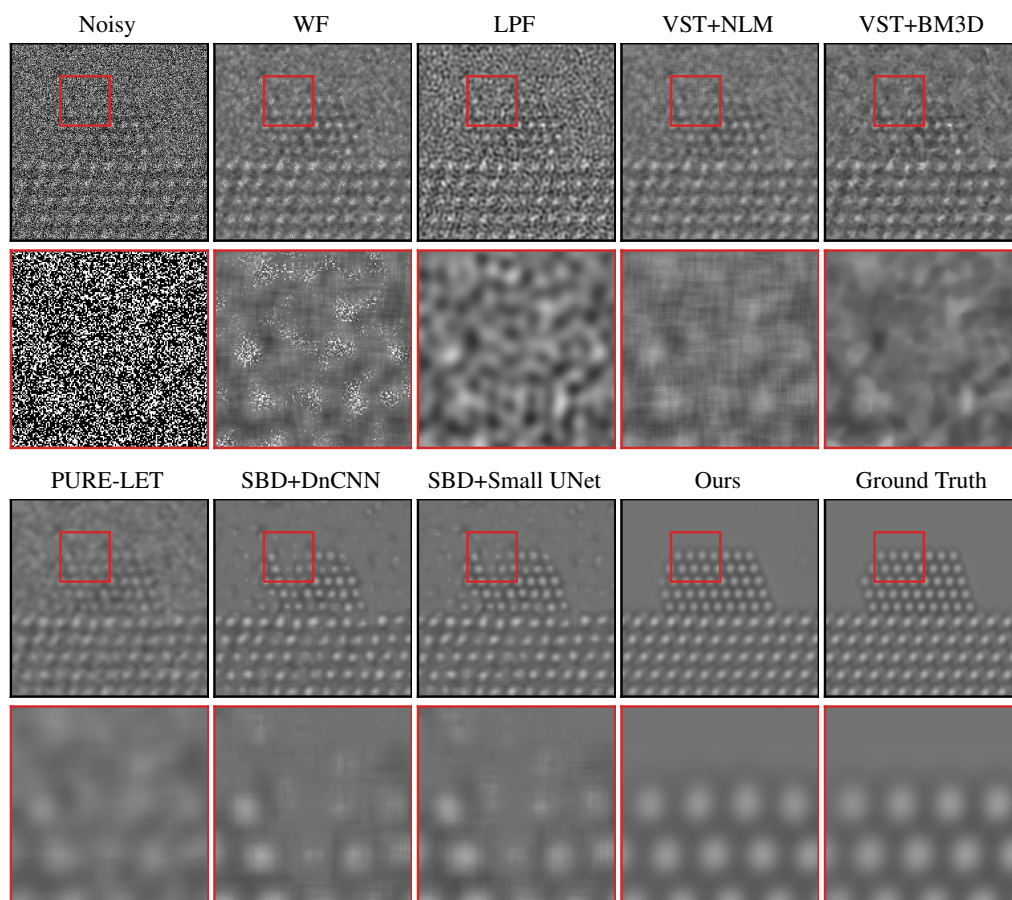 Noisy WF LPF VST+NLM VST+BM3D
PURE-LET SBD+DnCNN SBD+Small UNet Ours Ground Truth